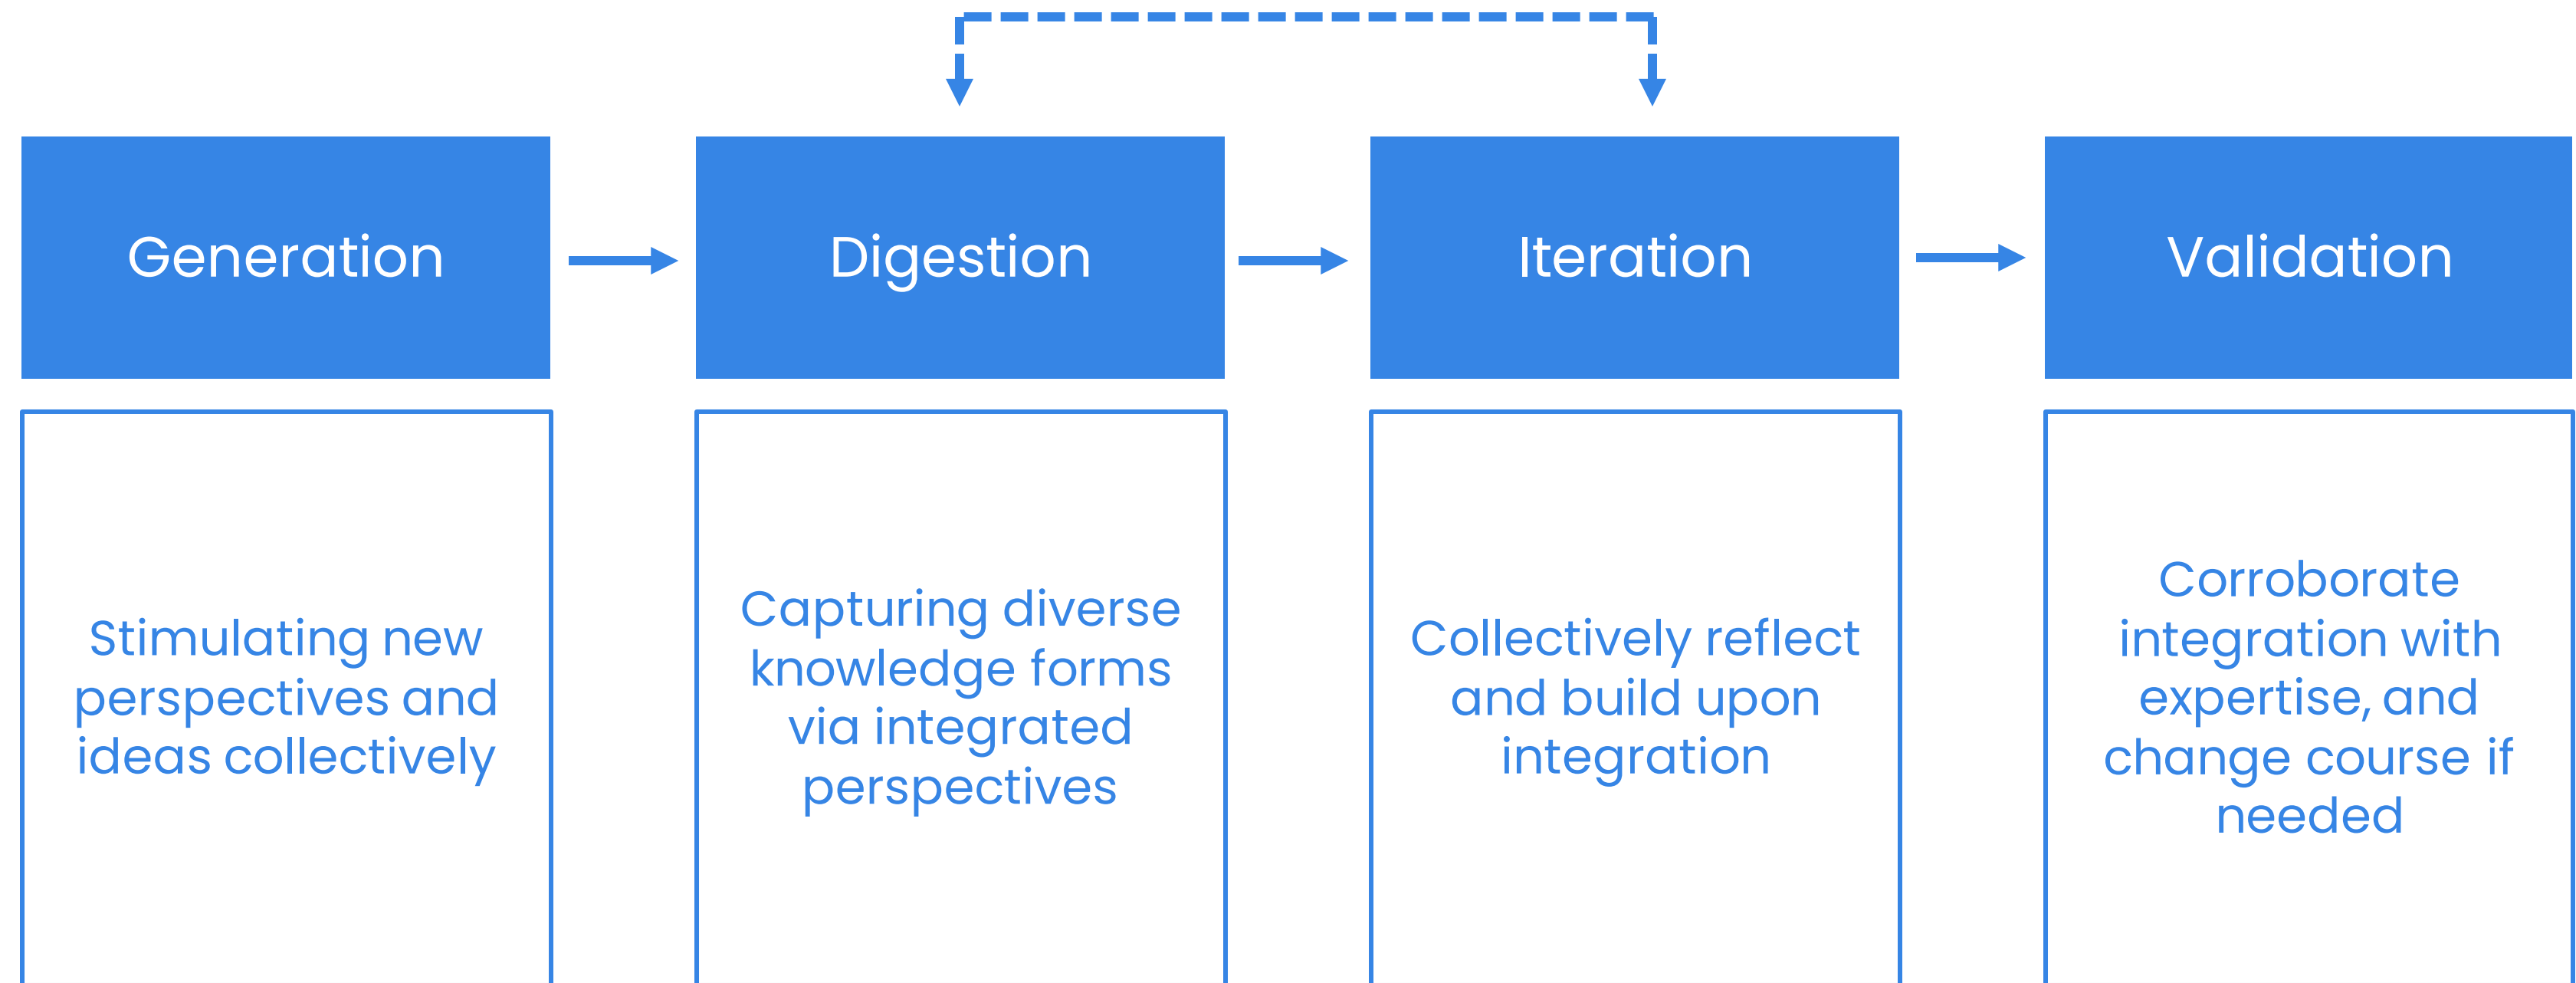 Generation
Digestion
Iteration
Validation
Stimulating new
perspectives and
ideas collectively
Capturing diverse
knowledge forms
via integrated
perspectives
Collectively reflect
and build upon
integration
Corroborate
integration with
expertise, and
change course if
needed